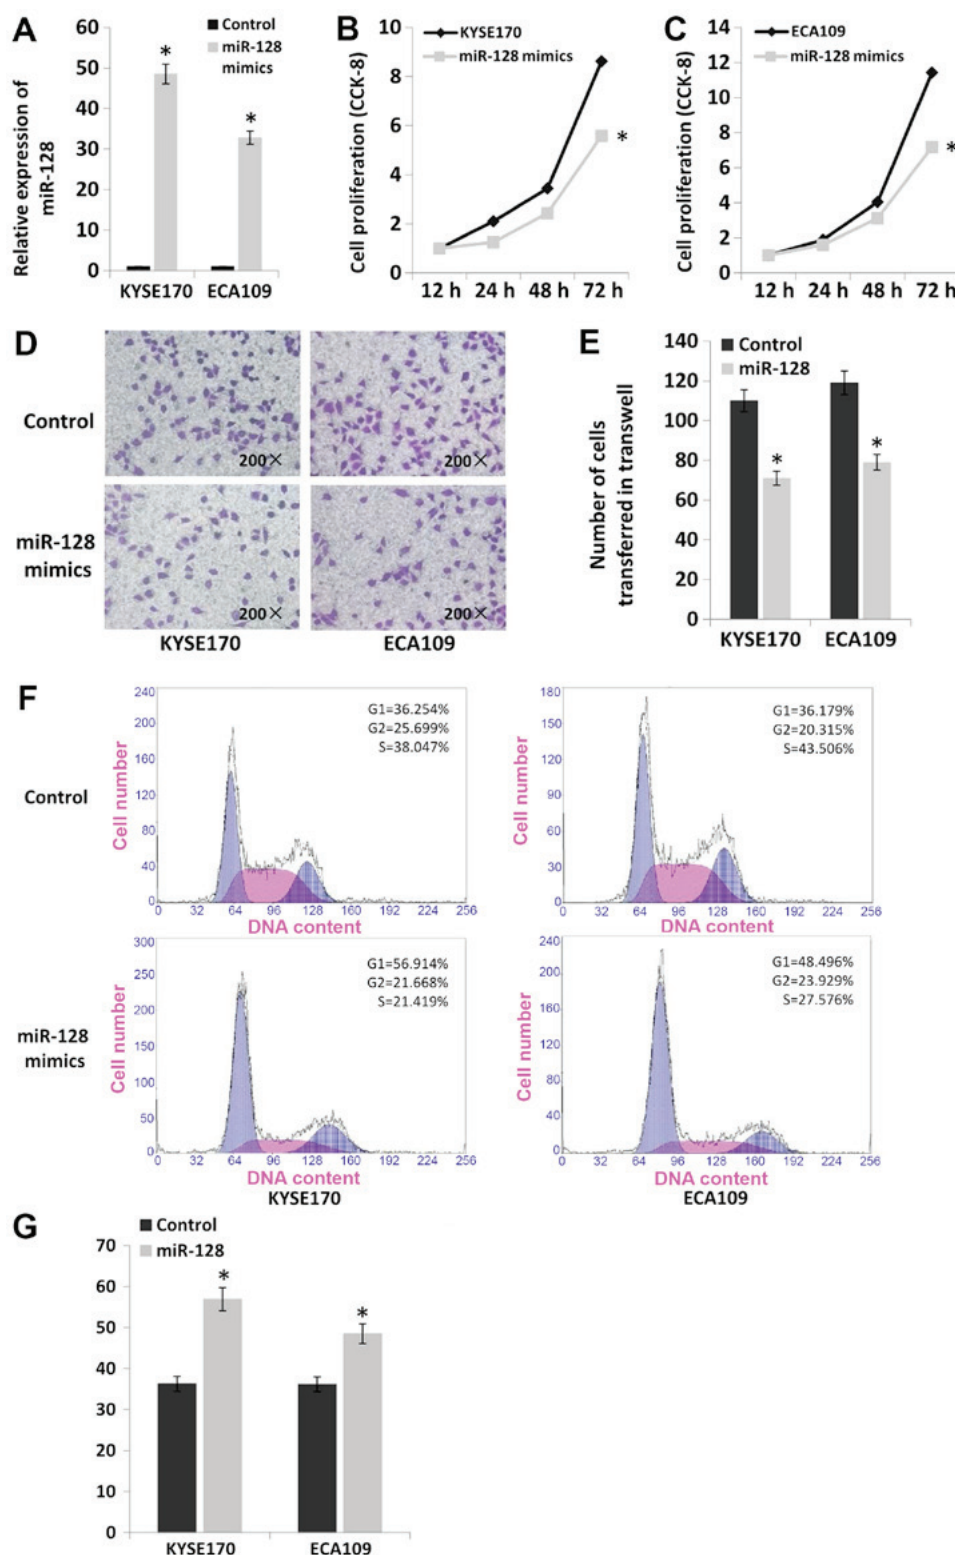 A
Relative expression of
miR-128
60
50
40
30
20
10
0
Control
miR-128
mimics
*
*
KYSE170 ECA109
B
Cell proliferation (CCK-8)
10
8
6
4
2
0
KYSE170
miR-128 mimics
*
12 h 24 h 48 h 72 h
C
Cell proliferation (CCK-8)
14
12
10
8
6
4
2
0
ECA109
miR-128 mimics
*
12 h 24 h 48 h 72 h
D
Control
200×
200×
miR-128
mimics
200×
200×
KYSE170 ECA109
E
Number of cells
transferred in transwell
140
120
100
80
60
40
20
0
Control
miR-128
*
*
KYSE170 ECA109
F
Control
Cell number
240
200
160
120
80
40
0
G1=36.254%
G2=25.699%
S=38.047%
0 32 64 96 128 160 192 224 256
DNA content
Cell number
180
150
120
90
60
30
0
G1=36.179%
G2=20.315%
S=43.506%
0 32 64 96 128 160 192 224 256
DNA content
miR-128
mimics
Cell number
300
250
200
150
100
50
0
G1=56.914%
G2=21.668%
S=21.419%
0 32 64 96 128 160 192 224 256
DNA content
KYSE170
Cell number
240
200
160
120
80
40
0
G1=48.496%
G2=23.929%
S=27.576%
0 32 64 96 128 160 192 224 256
DNA content
ECA109
G
Control
miR-128
70
60
50
40
30
20
10
0
*
*
KYSE170 ECA109